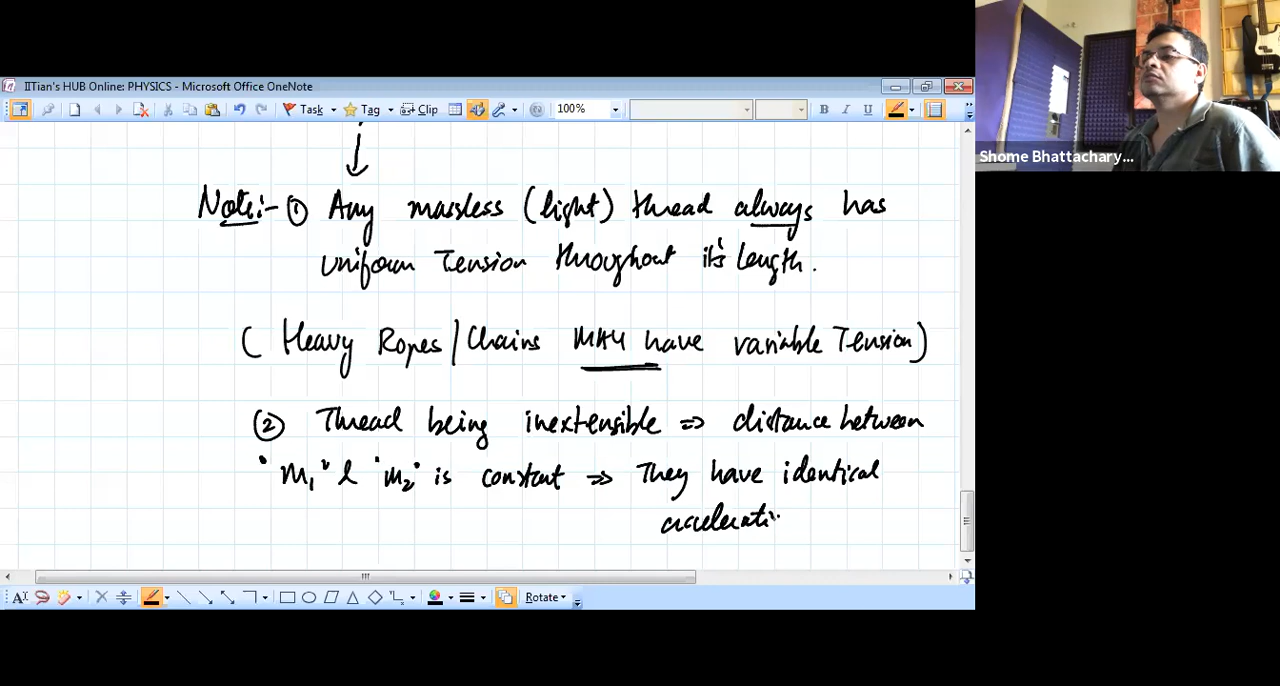 IITian's HUB Online: PHYSICS - Microsoft Office OneNote
Task Tag Clip 100% B I U
Shome Bhattachary...
Note:- ① Any massless (light) thread always has
uniform Tension throughout it's length.
( Heavy Ropes / Chains MAY have variable Tension)
② Thread being inextensible => distance between
"m₁" & "m₂" is constant => They have identical
accelerati
A Rotate